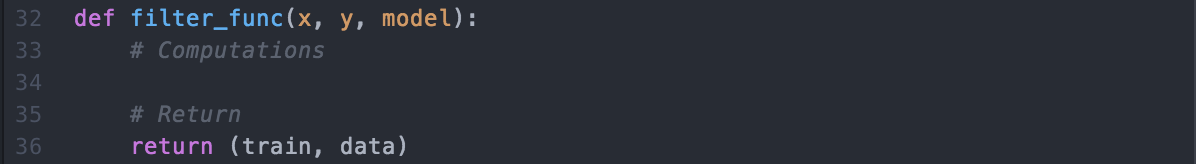 32 def filter_func(x, y, model):
33 # Computations
34
35 # Return
36 return (train, data)